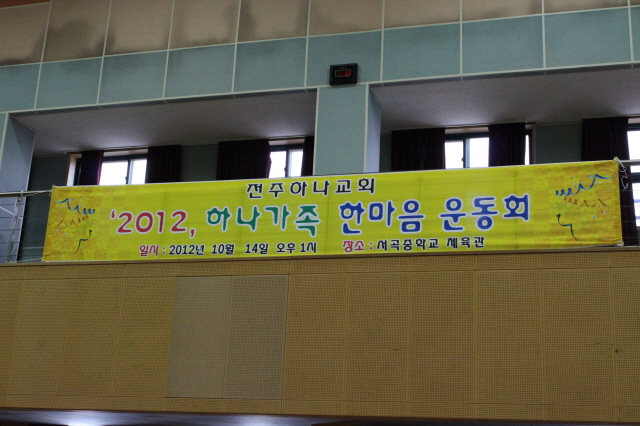 전주하나교회
'2012, 하나가족 한마음 운동회
일시 : 2012년 10월 14일 오후 1시 장소 : 서곡중학교 체육관